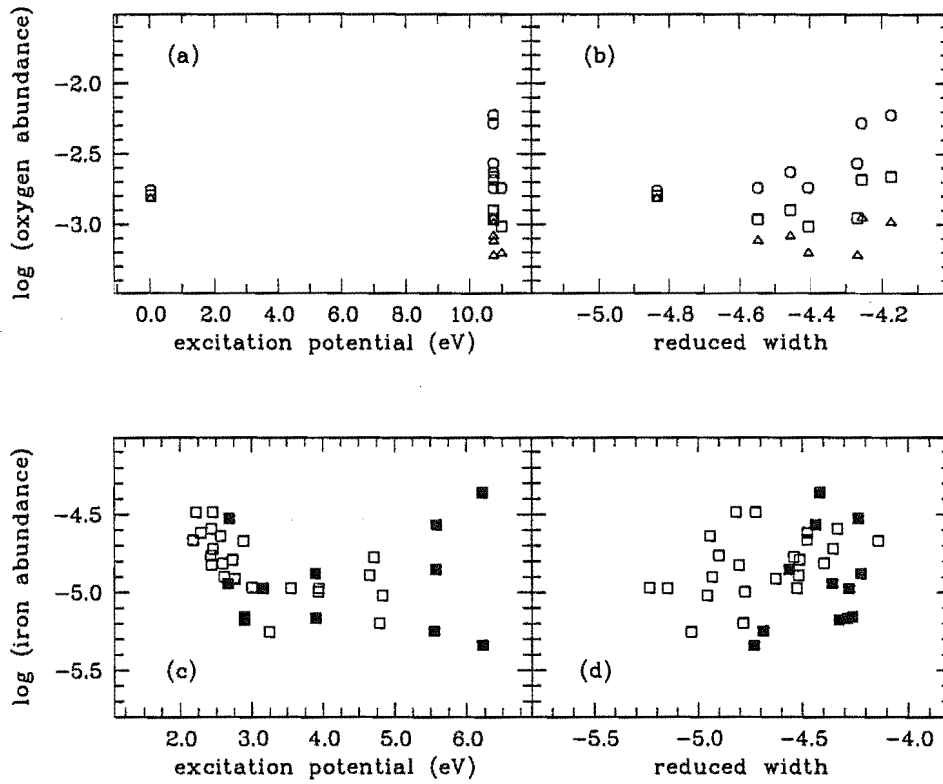 (a) (b)
log (oxygen abundance)
−2.0
−2.5
−3.0
0.0 2.0 4.0 6.0 8.0 10.0 −5.0 −4.8 −4.6 −4.4 −4.2
excitation potential (eV) reduced width
log (iron abundance)
−4.5
−5.0
−5.5
(c) (d)
2.0 3.0 4.0 5.0 6.0 −5.5 −5.0 −4.5 −4.0
excitation potential (eV) reduced width